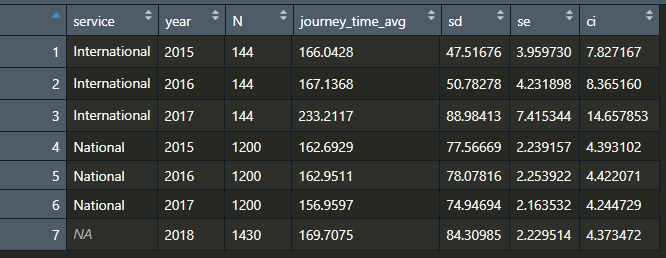 service year N journey_time_avg sd se ci
1 International 2015 144 166.0428 47.51676 3.959730 7.827167
2 International 2016 144 167.1368 50.78278 4.231898 8.365160
3 International 2017 144 233.2117 88.98413 7.415344 14.657853
4 National 2015 1200 162.6929 77.56669 2.239157 4.393102
5 National 2016 1200 162.9511 78.07816 2.253922 4.422071
6 National 2017 1200 156.9597 74.94694 2.163532 4.244729
7 NA 2018 1430 169.7075 84.30985 2.229514 4.373472